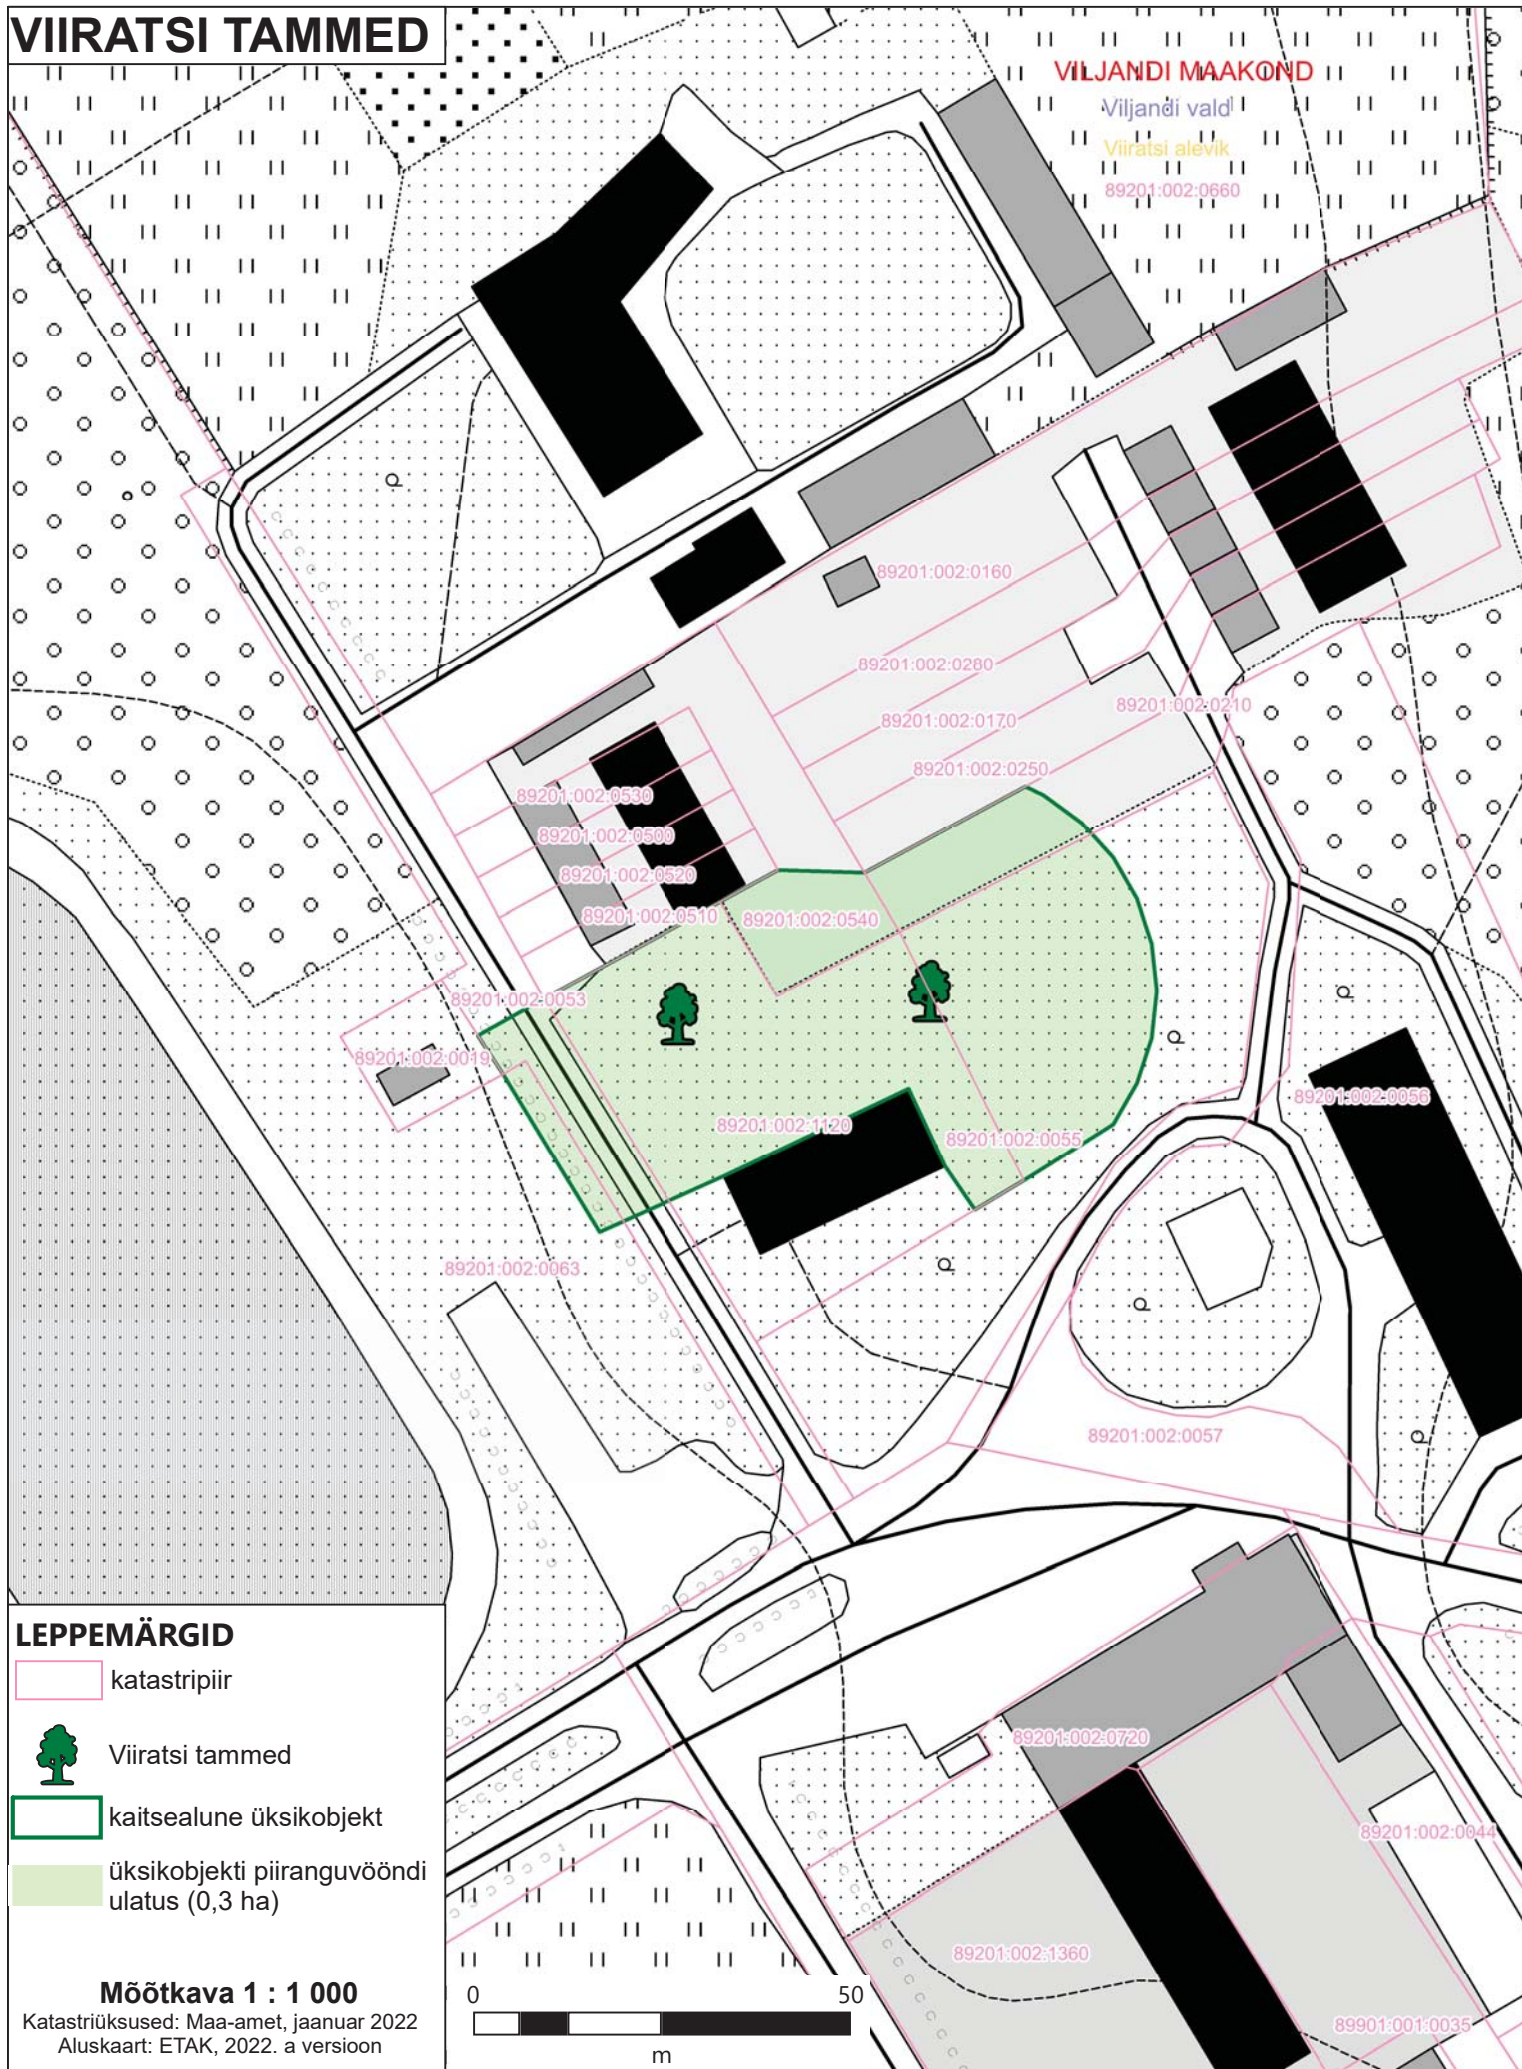 VIIRATSI TAMMED
VILJANDI MAAKOND
Viljandi vald
Viiratsi alevik
89201:002:0660
89201:002:0160
89201:002:0280
89201:002:0170
89201:002:0210
89201:002:0250
89201:002:0530
89201:002:0500
89201:002:0520
89201:002:0510
89201:002:0540
89201:002:0053
89201:002:0019
89201:002:0056
89201:002:1120
89201:002:0055
89201:002:0063
89201:002:0057
89201:002:0720
89201:002:0044
89201:002:1360
89901:001:0035
LEPPEMÄRGID
katastripiir
Viiratsi tammed
kaitsealune üksikobjekt
üksikobjekti piiranguvööndi
ulatus (0,3 ha)
Mõõtkava 1 : 1 000
Katastriüksused: Maa-amet, jaanuar 2022
Aluskaart: ETAK, 2022. a versioon
0 50
m